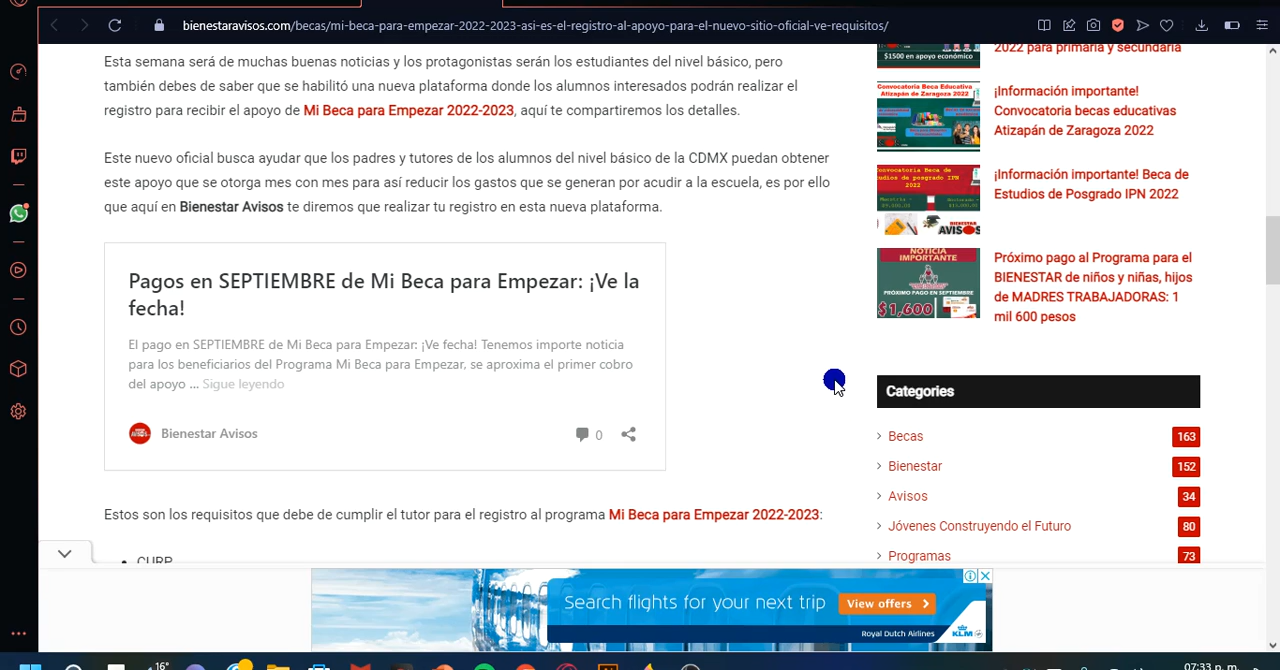 bienestaravisos.com/becas/mi-beca-para-empezar-2022-2023-asi-es-el-registro-al-apoyo-para-el-nuevo-sitio-oficial-ve-requisitos/
Esta semana será de muchas buenas noticias y los protagonistas serán los estudiantes del nivel básico, pero
también debes de saber que se habilitó una nueva plataforma donde los alumnos interesados podrán realizar el
registro para recibir el apoyo de Mi Beca para Empezar 2022-2023, aquí te compartiremos los detalles.
Este nuevo oficial busca ayudar que los padres y tutores de los alumnos del nivel básico de la CDMX puedan obtener
este apoyo que se otorga mes con mes para así reducir los gastos que se generan por acudir a la escuela, es por ello
que aquí en Bienestar Avisos te diremos que realizar tu registro en esta nueva plataforma.
Pagos en SEPTIEMBRE de Mi Beca para Empezar: ¡Ve la
fecha!
El pago en SEPTIEMBRE de Mi Beca para Empezar: ¡Ve fecha! Tenemos importe noticia
para los beneficiarios del Programa Mi Beca para Empezar, se aproxima el primer cobro
del apoyo ... Sigue leyendo
Bienestar Avisos
0
Estos son los requisitos que debe de cumplir el tutor para el registro al programa Mi Beca para Empezar 2022-2023:
• CURP
$1500 en apoyo económico
2022 para primaria y secundaria
Convocatoria Beca Educativa
Atizapán de Zaragoza 2022
¡Información importante!
Convocatoria becas educativas
Atizapán de Zaragoza 2022
Convocatoria Beca de
Estudios de posgrado IPN
2022
BIENESTAR
AVISOS
¡Información importante! Beca de
Estudios de Posgrado IPN 2022
NOTICIA
IMPORTANTE
PRÓXIMO PAGO EN SEPTIEMBRE
$1,600
Próximo pago al Programa para el
BIENESTAR de niños y niñas, hijos
de MADRES TRABAJADORAS: 1
mil 600 pesos
Categories
Becas 163
Bienestar 152
Avisos 34
Jóvenes Construyendo el Futuro 80
Programas 73
Search flights for your next trip
View offers
Royal Dutch Airlines
KLM
16°
07:33 p. m.